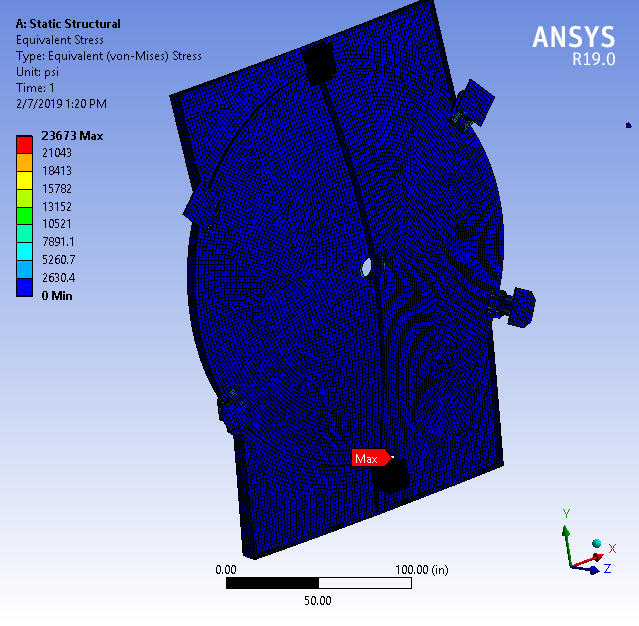 A: Static Structural
Equivalent Stress
Type: Equivalent (von-Mises) Stress
Unit: psi
Time: 1
2/7/2019 1:20 PM
ANSYS
R19.0
23673 Max
21043
18413
15782
13152
10521
7891.1
5260.7
2630.4
0 Min
Max
0.00
100.00 (in)
50.00
Y
X
Z